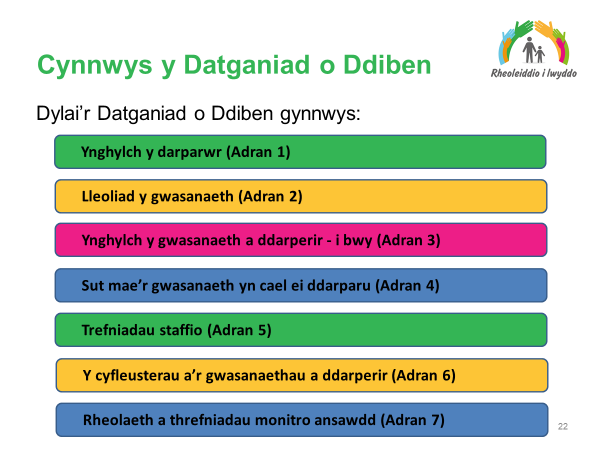 Rheoleiddio i lwyddo
Cynnwys y Datganiad o Ddiben
Dylai'r Datganiad o Ddiben gynnwys:
Ynghylch y darparwr (Adran 1)
Lleoliad y gwasanaeth (Adran 2)
Ynghylch y gwasanaeth a ddarperir - i bwy (Adran 3)
Sut mae'r gwasanaeth yn cael ei ddarparu (Adran 4)
Trefniadau staffio (Adran 5)
Y cyfleusterau a'r gwasanaethau a ddarperir (Adran 6)
Rheolaeth a threfniadau monitro ansawdd (Adran 7)
22